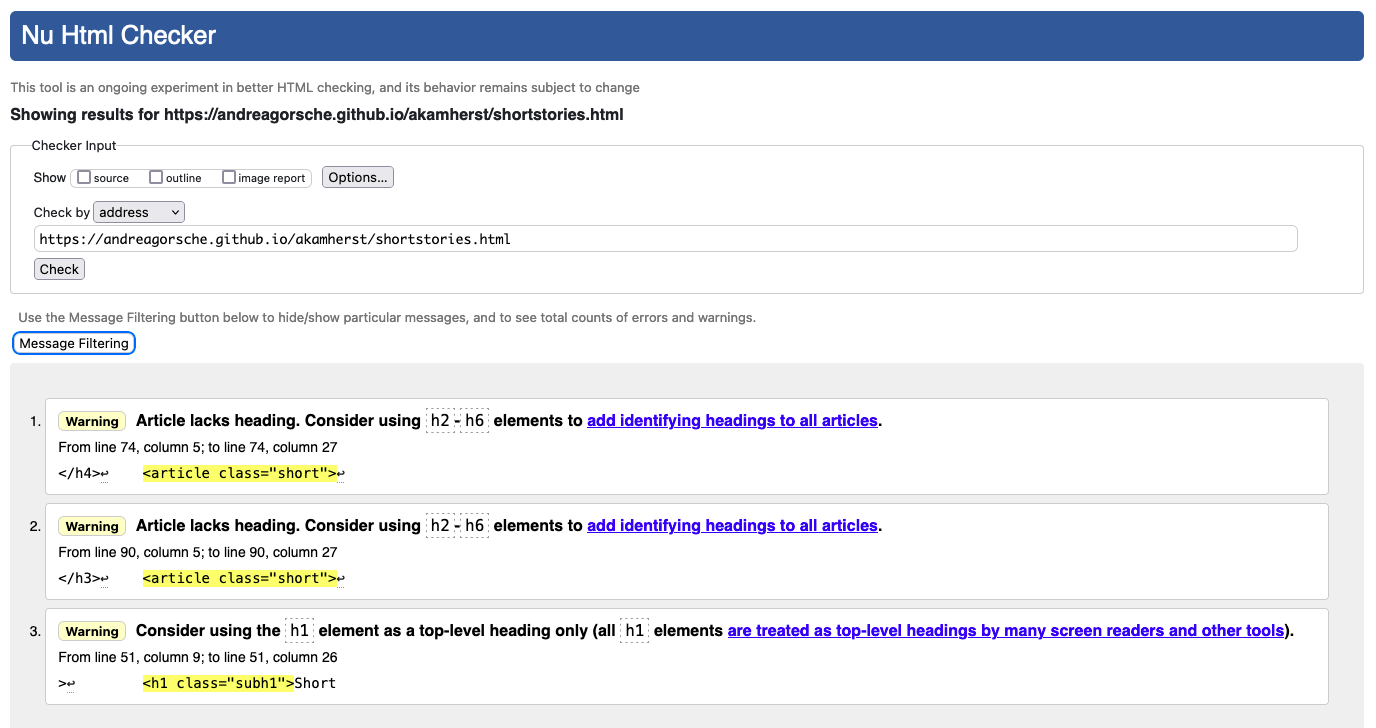 Nu Html Checker
This tool is an ongoing experiment in better HTML checking, and its behavior remains subject to change
Showing results for https://andreagorsche.github.io/akamherst/shortstories.html
Checker Input
Show source outline image report Options...
Check by address
https://andreagorsche.github.io/akamherst/shortstories.html
Check
Use the Message Filtering button below to hide/show particular messages, and to see total counts of errors and warnings.
Message Filtering
1. Warning Article lacks heading. Consider using h2-h6 elements to add identifying headings to all articles.
From line 74, column 5; to line 74, column 27
</h4>↩ <article class="short">↩
2. Warning Article lacks heading. Consider using h2-h6 elements to add identifying headings to all articles.
From line 90, column 5; to line 90, column 27
</h3>↩ <article class="short">↩
3. Warning Consider using the h1 element as a top-level heading only (all h1 elements are treated as top-level headings by many screen readers and other tools).
From line 51, column 9; to line 51, column 26
>↩ <h1 class="subh1">Short